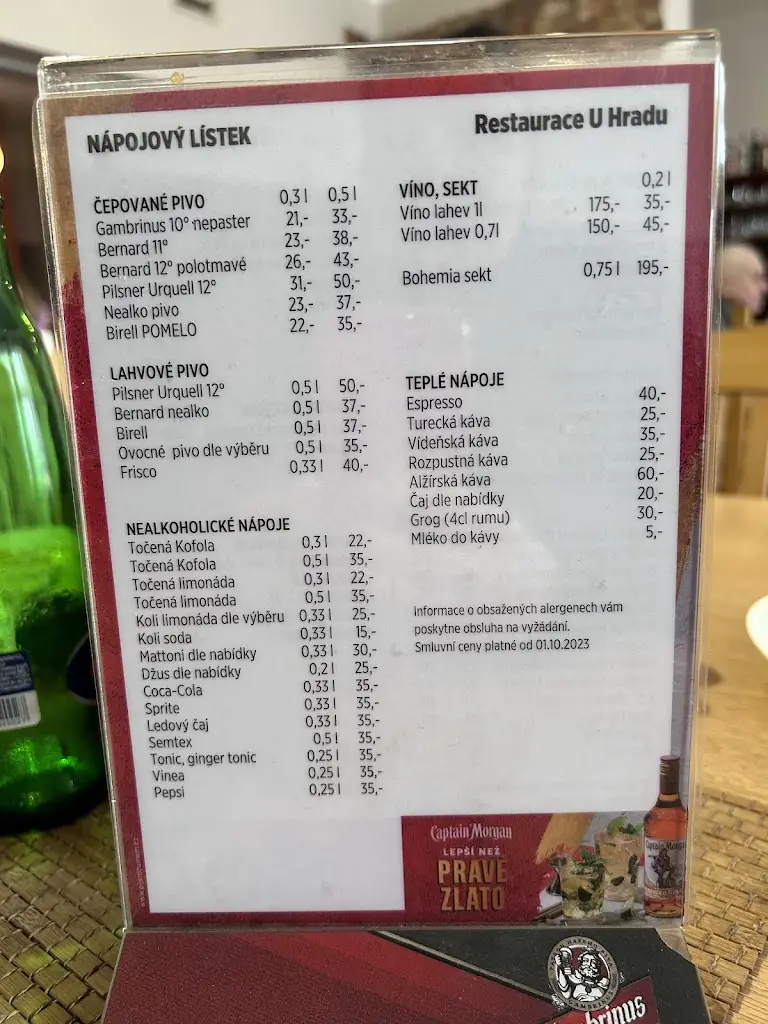 NÁPOJOVÝ LÍSTEK
Restaurace U Hradu
ČEPOVANÉ PIVO 0,3 l 0,5 l
Gambrinus 10° nepaster 21,- 33,-
Bernard 11° 23,- 38,-
Bernard 12° polotmavé 26,- 43,-
Pilsner Urquell 12° 31,- 50,-
Nealko pivo 23,- 37,-
Birell POMELO 22,- 35,-
LAHVOVÉ PIVO
Pilsner Urquell 12° 0,5 l 50,-
Bernard nealko 0,5 l 37,-
Birell 0,5 l 37,-
Ovocné pivo dle výběru 0,5 l 35,-
Frisco 0,33 l 40,-
NEALKOHOLICKÉ NÁPOJE
Točená Kofola 0,3 l 22,-
Točená Kofola 0,5 l 35,-
Točená limonáda 0,3 l 22,-
Točená limonáda 0,5 l 35,-
Koli limonáda dle výběru 0,33 l 25,-
Koli soda 0,33 l 15,-
Mattoni dle nabídky 0,33 l 30,-
Džus dle nabídky 0,2 l 25,-
Coca-Cola 0,33 l 35,-
Sprite 0,33 l 35,-
Ledový čaj 0,33 l 35,-
Semtex 0,5 l 35,-
Tonic, ginger tonic 0,25 l 35,-
Vinea 0,25 l 35,-
Pepsi 0,25 l 35,-
VÍNO, SEKT 0,2 l
Víno lahev 1l 175,- 35,-
Víno lahev 0,7l 150,- 45,-
Bohemia sekt 0,75 l 195,-
TEPLÉ NÁPOJE
Espresso 40,-
Turecká káva 25,-
Vídeňská káva 35,-
Rozpustná káva 25,-
Alžírská káva 60,-
Čaj dle nabídky 20,-
Grog (4cl rumu) 30,-
Mléko do kávy 5,-
Informace o obsažených alergenech vám
poskytne obsluha na vyžádání.
Smluvní ceny platné od 01.10.2023
Captain Morgan
LEPŠÍ NEŽ
PRAVÉ
ZLATO
Captain Morgan